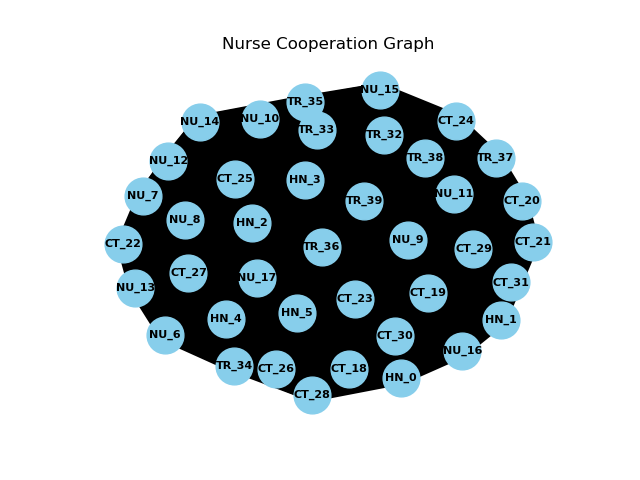 Nurse Cooperation Graph
NU_15
TR_35
NU_14
NU_10
CT_24
TR_33
TR_32
NU_12
TR_38
TR_37
CT_25
HN_3
NU_7
NU_11
TR_39
CT_20
NU_8
HN_2
CT_22
TR_36
NU_9
CT_29
CT_21
CT_27
NU_17
NU_13
CT_31
CT_23
CT_19
HN_4
HN_5
HN_1
NU_6
CT_30
NU_16
TR_34
CT_26
CT_18
HN_0
CT_28